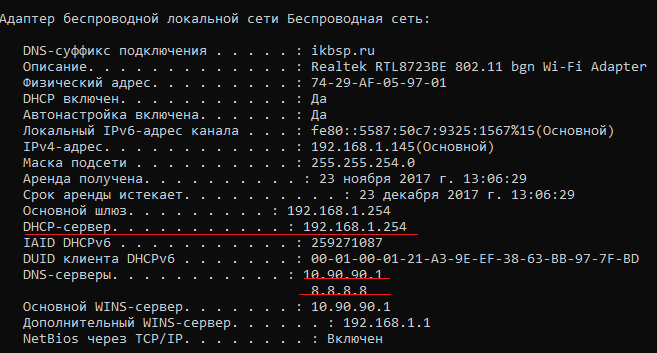 Адаптер беспроводной локальной сети Беспроводная сеть:
DNS-суффикс подключения . . . . . : ikbsp.ru
Описание. . . . . . . . . . . . . : Realtek RTL8723BE 802.11 bgn Wi-Fi Adapter
Физический адрес. . . . . . . . . : 74-29-AF-05-97-01
DHCP включен. . . . . . . . . . . : Да
Автонастройка включена. . . . . . : Да
Локальный IPv6-адрес канала . . . : fe80::5587:50c7:9325:1567%15(Основной)
IPv4-адрес. . . . . . . . . . . . : 192.168.1.145(Основной)
Маска подсети . . . . . . . . . . : 255.255.254.0
Аренда получена. . . . . . . . . . : 23 ноября 2017 г. 13:06:29
Срок аренды истекает. . . . . . . . . . : 23 декабря 2017 г. 13:06:29
Основной шлюз. . . . . . . . . : 192.168.1.254
DHCP-сервер. . . . . . . . . . . : 192.168.1.254
IAID DHCPv6 . . . . . . . . . . . : 259271087
DUID клиента DHCPv6 . . . . . . . : 00-01-00-01-21-A3-9E-EF-38-63-BB-97-7F-BD
DNS-серверы. . . . . . . . . . . : 10.90.90.1
8.8.8.8
Основной WINS-сервер. . . . . . . : 10.90.90.1
Дополнительный WINS-сервер. . . . . . : 192.168.1.1
NetBios через TCP/IP. . . . . . . : Включен